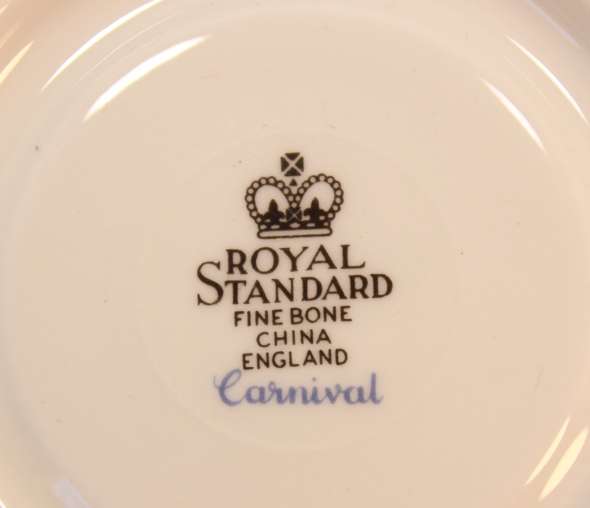 ROYAL
STANDARD
FINE BONE
CHINA
ENGLAND
Carnival